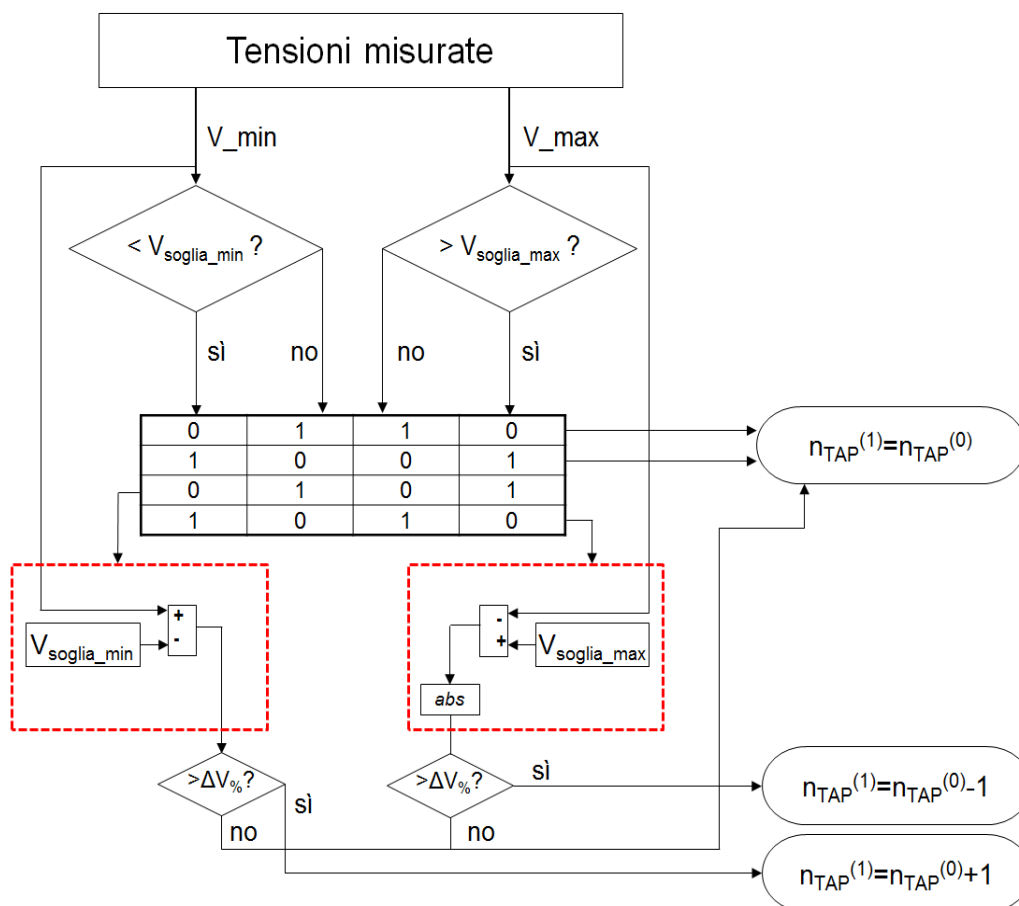 Tensioni misurate
V_min
V_max
< Vsoglia_min ?
> Vsoglia_max ?
sì
no
no
sì
0 1 1 0
1 0 0 1
0 1 0 1
1 0 1 0
nTAP(1)=nTAP(0)
+
-
Vsoglia_min
-
+
Vsoglia_max
abs
>ΔV%?
sì
no
>ΔV%?
sì
no
nTAP(1)=nTAP(0)-1
nTAP(1)=nTAP(0)+1